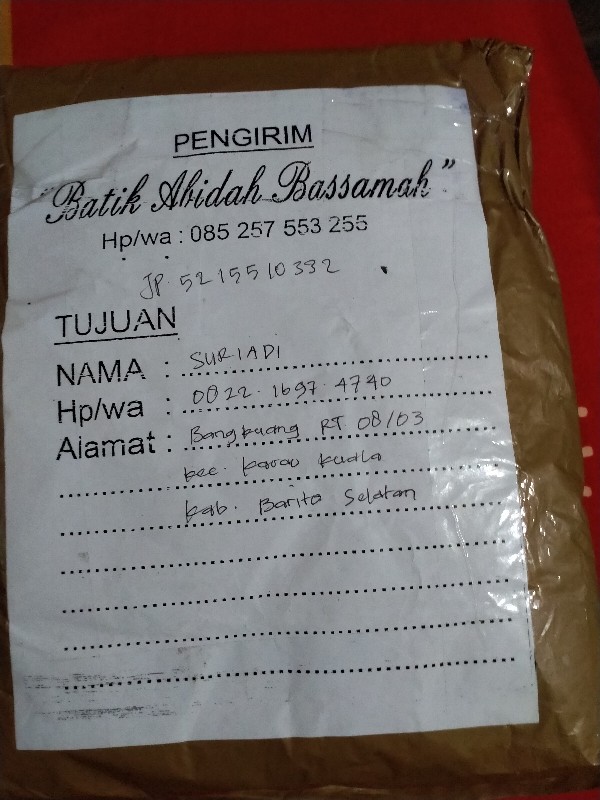 PENGIRIM
"Batik Abidah Bassamah"
Hp/wa : 085 257 553 255
JP 5215510332
TUJUAN
NAMA : SURIADI
Hp/wa : 0822.1697.4740
Alamat : Bangkuang RT 08/03
kec. karau kuala
kab. Barito Selatan